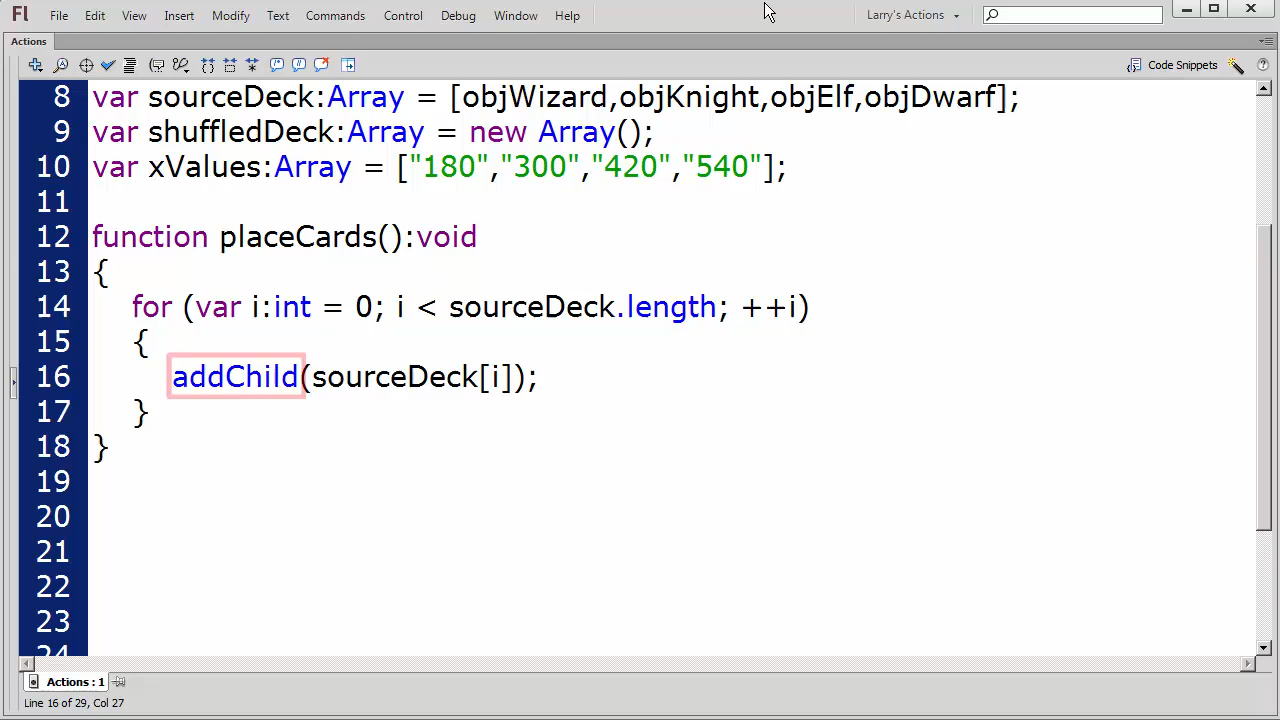 Fl File Edit View Insert Modify Text Commands Control Debug Window Help Larry's Actions
Actions
Code Snippets
8 var sourceDeck:Array = [objWizard,objKnight,objElf,objDwarf];
9 var shuffledDeck:Array = new Array();
10 var xValues:Array = ["180","300","420","540"];
11
12 function placeCards():void
13 {
14 for (var i:int = 0; i < sourceDeck.length; ++i)
15 {
16 addChild(sourceDeck[i]);
17 }
18 }
19
20
21
22
23
24
Actions : 1
Line 16 of 29, Col 27